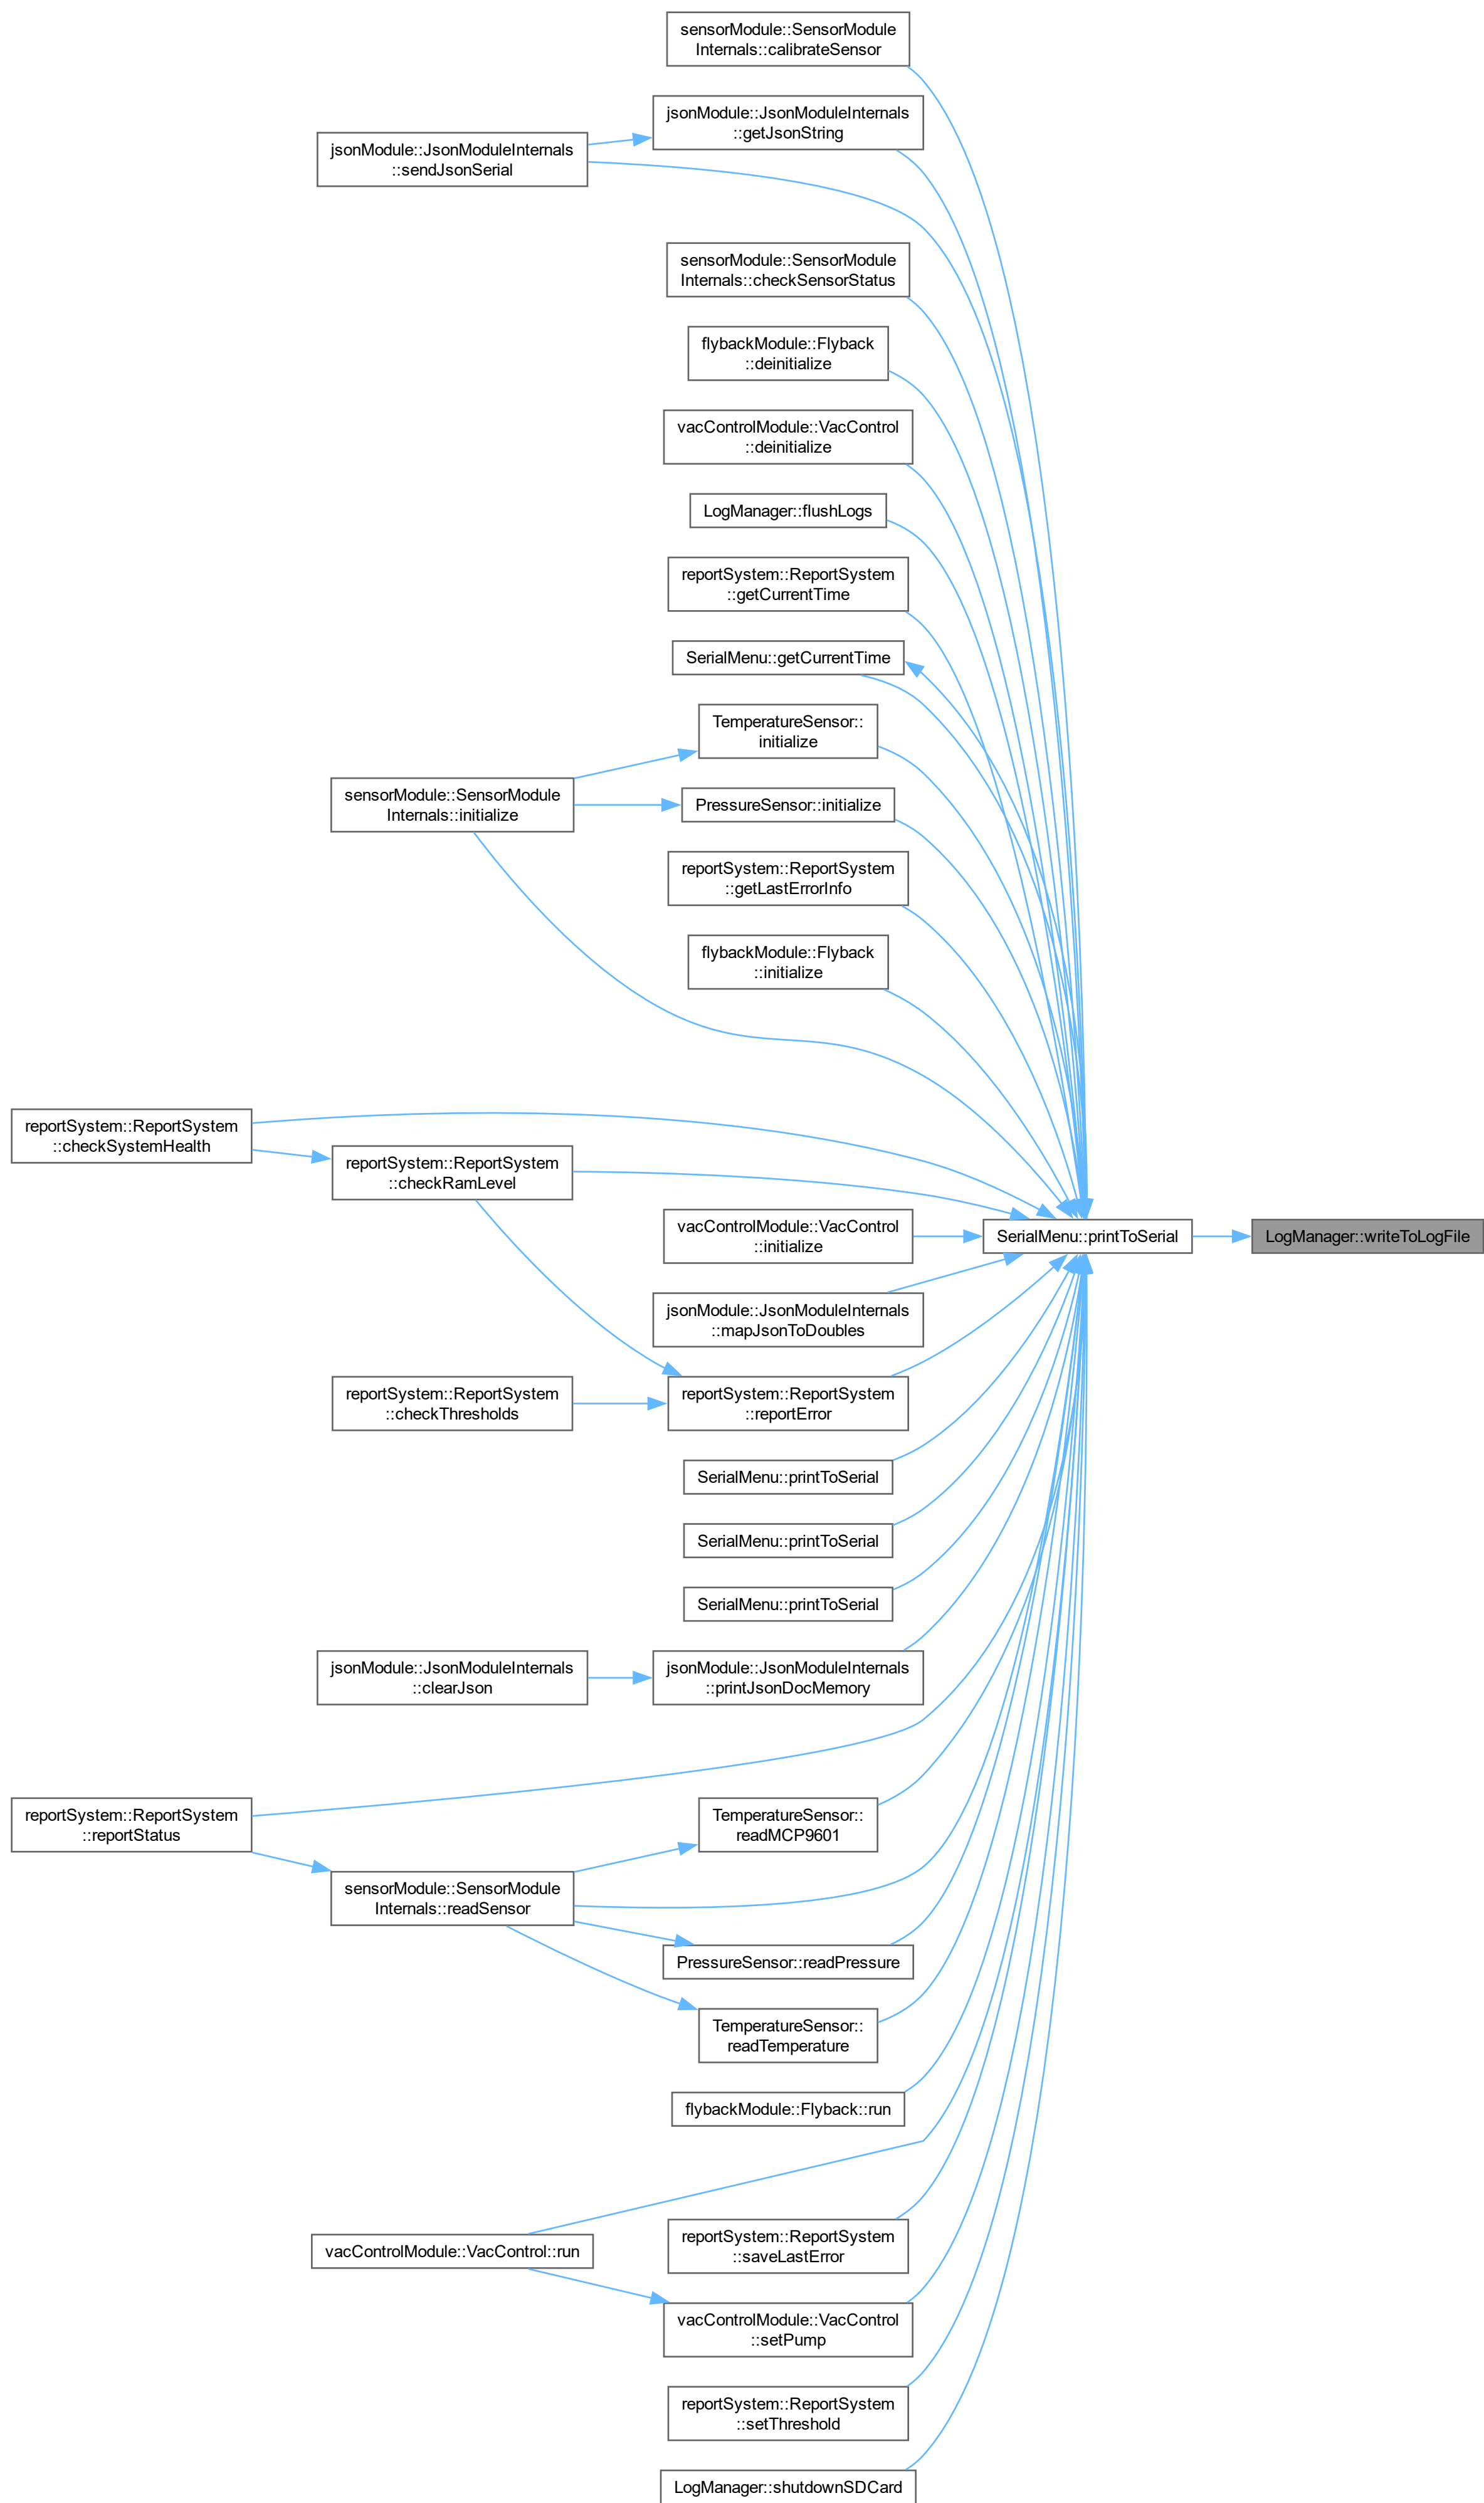 sensorModule::SensorModule
Internals::calibrateSensor
jsonModule::JsonModuleInternals
::getJsonString
jsonModule::JsonModuleInternals
::sendJsonSerial
sensorModule::SensorModule
Internals::checkSensorStatus
flybackModule::Flyback
::deinitialize
vacControlModule::VacControl
::deinitialize
LogManager::flushLogs
reportSystem::ReportSystem
::getCurrentTime
SerialMenu::getCurrentTime
TemperatureSensor::
initialize
sensorModule::SensorModule
Internals::initialize
PressureSensor::initialize
reportSystem::ReportSystem
::getLastErrorInfo
flybackModule::Flyback
::initialize
reportSystem::ReportSystem
::checkSystemHealth
reportSystem::ReportSystem
::checkRamLevel
vacControlModule::VacControl
::initialize
SerialMenu::printToSerial
LogManager::writeToLogFile
jsonModule::JsonModuleInternals
::mapJsonToDoubles
reportSystem::ReportSystem
::checkThresholds
reportSystem::ReportSystem
::reportError
SerialMenu::printToSerial
SerialMenu::printToSerial
SerialMenu::printToSerial
jsonModule::JsonModuleInternals
::clearJson
jsonModule::JsonModuleInternals
::printJsonDocMemory
reportSystem::ReportSystem
::reportStatus
TemperatureSensor::
readMCP9601
sensorModule::SensorModule
Internals::readSensor
PressureSensor::readPressure
TemperatureSensor::
readTemperature
flybackModule::Flyback::run
vacControlModule::VacControl::run
reportSystem::ReportSystem
::saveLastError
vacControlModule::VacControl
::setPump
reportSystem::ReportSystem
::setThreshold
LogManager::shutdownSDCard